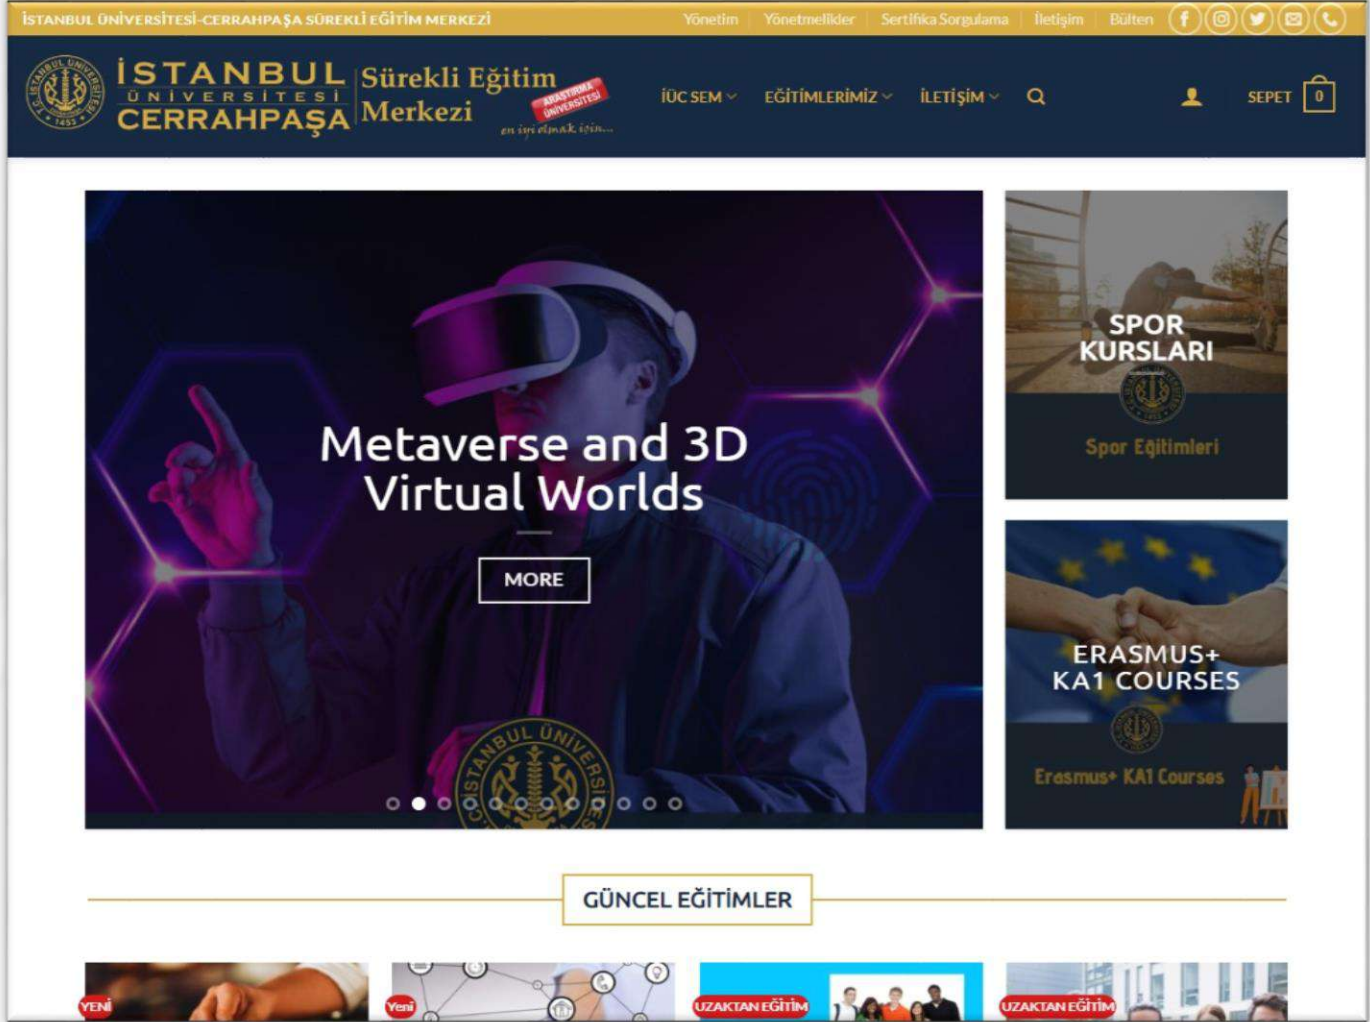 İSTANBUL ÜNİVERSİTESİ-CERRAHPAŞA SÜREKLİ EĞİTİM MERKEZİ
Yönetim Yönetmelikler Sertifika Sorgulama İletişim Bülten
İSTANBUL
ÜNİVERSİTESİ
CERRAHPAŞA
Sürekli Eğitim
Merkezi
ARAŞTIRMA
ÜNİVERSİTESİ
en iyi olmak için...
İÜC SEM EĞİTİMLERİMİZ İLETİŞİM SEPET 0
Metaverse and 3D
Virtual Worlds
MORE
SPOR
KURSLARI
Spor Eğitimleri
ERASMUS+
KA1 COURSES
Erasmus+ KA1 Courses
GÜNCEL EĞİTİMLER
YENİ
Yeni
UZAKTAN EĞİTİM
UZAKTAN EĞİTİM